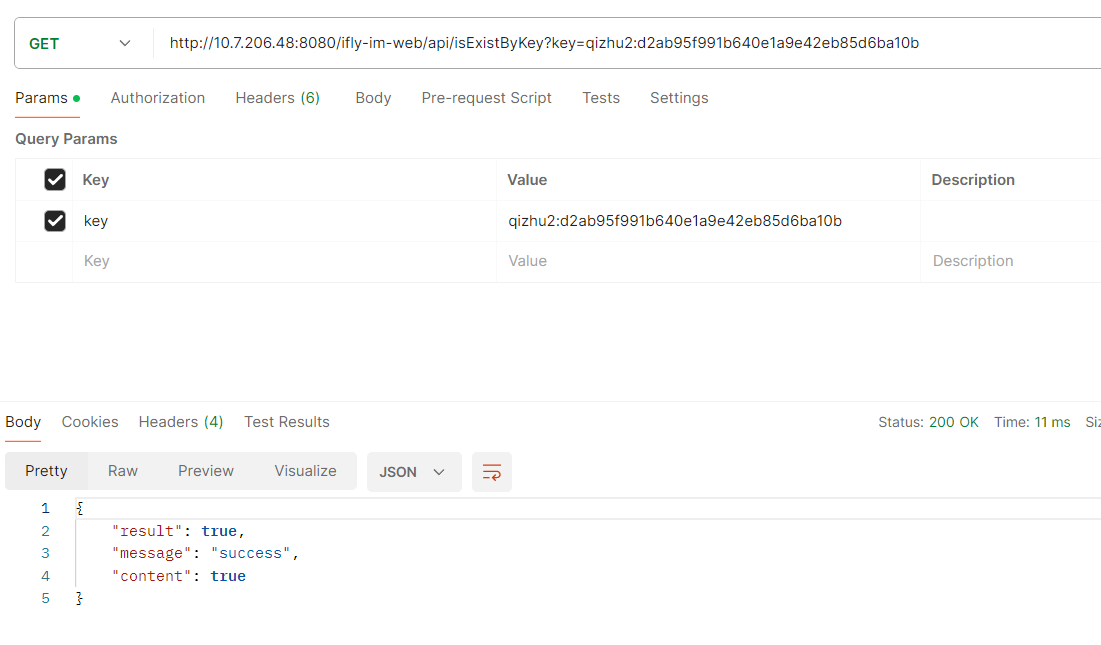 GET http://10.7.206.48:8080/ifly-im-web/api/isExistByKey?key=qizhu2:d2ab95f991b640e1a9e42eb85d6ba10b
Params Authorization Headers (6) Body Pre-request Script Tests Settings
Query Params
Key Value Description
key qizhu2:d2ab95f991b640e1a9e42eb85d6ba10b
Key Value Description
Body Cookies Headers (4) Test Results Status: 200 OK Time: 11 ms
Pretty Raw Preview Visualize JSON
1 {
2 "result": true,
3 "message": "success",
4 "content": true
5 }